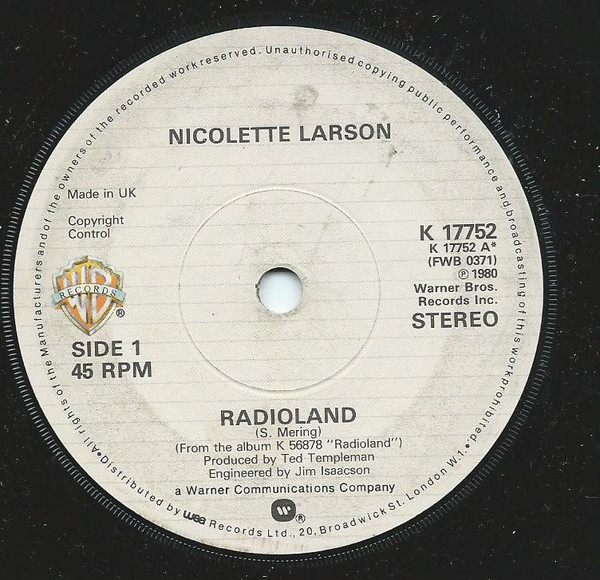 NICOLETTE LARSON
Made in UK
Copyright
Control
K 17752
K 17752 A*
(FWB 0371)
℗ 1980
Warner Bros.
Records Inc.
STEREO
WB
RECORDS
®
SIDE 1
45 RPM
RADIOLAND
(S. Mering)
(From the album K 56878 "Radioland")
Produced by Ted Templeman
Engineered by Jim Isaacson
a Warner Communications Company
®
•All rights of the Manufacturers and of the owners of the recorded work reserved. Unauthorised copying public performance and broadcasting of this work prohibited.
•Distributed by wea Records Ltd., 20, Broadwick St. London W.1.•